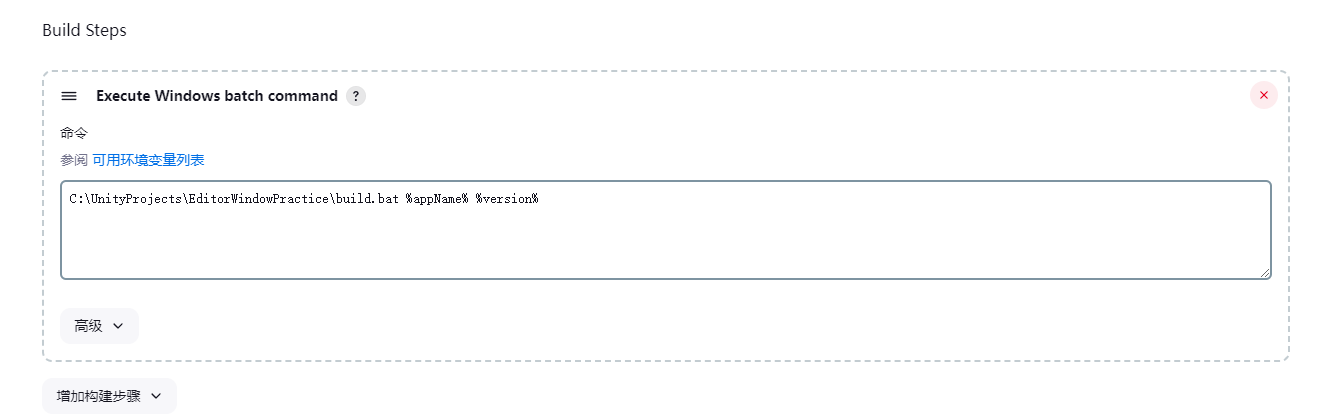 Build Steps
Execute Windows batch command ?
命令
参阅 可用环境变量列表
C:\UnityProjects\EditorWindowPractice\build.bat %appName% %version%
高级
增加构建步骤